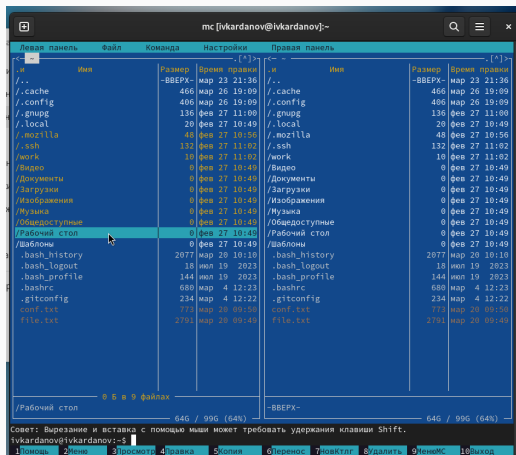 mc [ivkardanov@ivkardanov]:~
Левая панель Файл Команда Настройки Правая панель
<- ~ .[^]> <- ~ .[^]>
.и Имя Размер Время правки .и Имя Размер Время правки
/.. -ВВЕРХ- мар 23 21:36 /.. -ВВЕРХ- мар 23 21:36
/.cache 466 мар 26 19:09 /.cache 466 мар 26 19:09
/.config 406 мар 26 19:09 /.config 406 мар 26 19:09
/.gnupg 136 фев 27 11:00 /.gnupg 136 фев 27 11:00
/.local 20 фев 27 10:49 /.local 20 фев 27 10:49
/.mozilla 48 фев 27 10:56 /.mozilla 48 фев 27 10:56
/.ssh 132 фев 27 11:02 /.ssh 132 фев 27 11:02
/work 10 фев 27 11:02 /work 10 фев 27 11:02
/Видео 0 фев 27 10:49 /Видео 0 фев 27 10:49
/Документы 0 фев 27 10:49 /Документы 0 фев 27 10:49
/Загрузки 0 фев 27 10:49 /Загрузки 0 фев 27 10:49
/Изображения 0 фев 27 10:49 /Изображения 0 фев 27 10:49
/Музыка 0 фев 27 10:49 /Музыка 0 фев 27 10:49
/Общедоступные 0 фев 27 10:49 /Общедоступные 0 фев 27 10:49
/Рабочий стол 0 фев 27 10:49 /Рабочий стол 0 фев 27 10:49
/Шаблоны 0 фев 27 10:49 /Шаблоны 0 фев 27 10:49
.bash_history 2077 мар 20 10:10 .bash_history 2077 мар 20 10:10
.bash_logout 18 июл 19 2023 .bash_logout 18 июл 19 2023
.bash_profile 144 июл 19 2023 .bash_profile 144 июл 19 2023
.bashrc 680 мар 4 12:23 .bashrc 680 мар 4 12:23
.gitconfig 234 мар 4 12:22 .gitconfig 234 мар 4 12:22
conf.txt 773 мар 20 09:50 conf.txt 773 мар 20 09:50
file.txt 2791 мар 20 09:49 file.txt 2791 мар 20 09:49
0 Б в 9 файлах
/Рабочий стол -ВВЕРХ-
64G / 99G (64%) 64G / 99G (64%)
Совет: Вырезание и вставка с помощью мыши может требовать удержания клавиши Shift.
ivkardanov@ivkardanov:~$
1Помощь 2Меню 3Просмотр 4Правка 5Копия 6Перенос 7НовКтлг 8Удалить 9МенюMC 10Выход